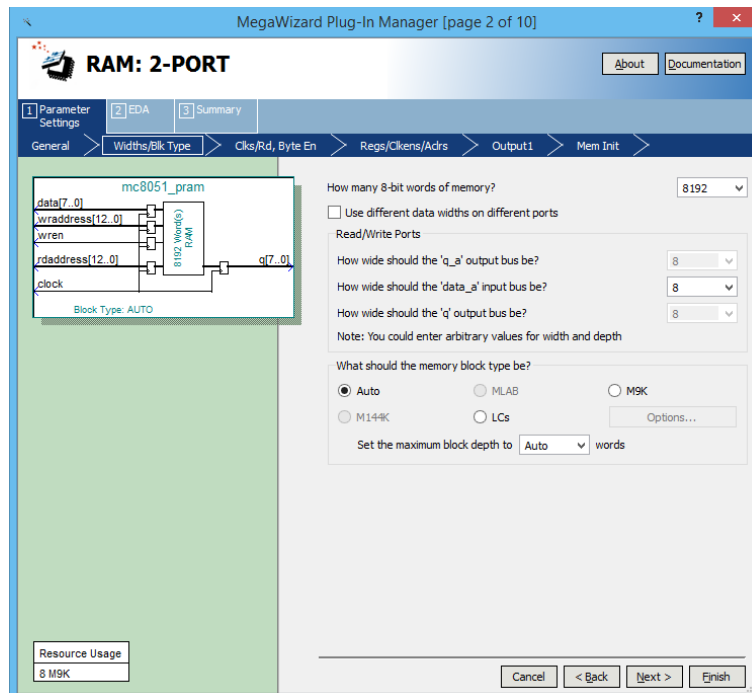 MegaWizard Plug-In Manager [page 2 of 10]
? ×
RAM: 2-PORT
About
Documentation
1 Parameter Settings
2 EDA
3 Summary
General
Widths/Blk Type
Clks/Rd, Byte En
Regs/Clkens/Aclrs
Output1
Mem Init
mc8051_pram
data[7..0]
wraddress[12..0]
wren
rdaddress[12..0]
clock
8192 Word(s)
RAM
q[7..0]
Block Type: AUTO
How many 8-bit words of memory?
8192
Use different data widths on different ports
Read/Write Ports
How wide should the 'q_a' output bus be?
8
How wide should the 'data_a' input bus be?
8
How wide should the 'q' output bus be?
8
Note: You could enter arbitrary values for width and depth
What should the memory block type be?
Auto
MLAB
M9K
M144K
LCs
Options...
Set the maximum block depth to Auto words
Resource Usage
8 M9K
Cancel
< Back
Next >
Finish